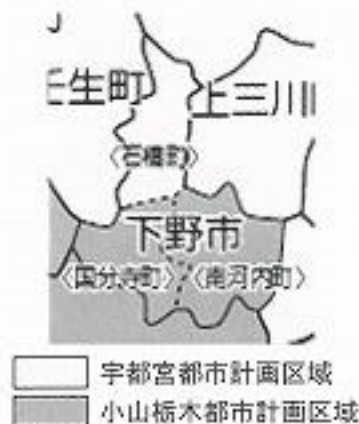 壬生町
上三川
〈石橋町〉
下野市
〈国分寺町〉
〈南河内町〉
宇都宮都市計画区域
小山栃木都市計画区域